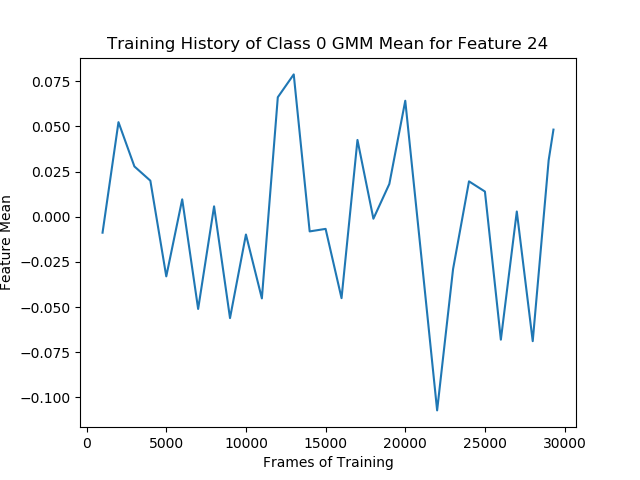 Training History of Class 0 GMM Mean for Feature 24
Feature Mean
0.075
0.050
0.025
0.000
−0.025
−0.050
−0.075
−0.100
0 5000 10000 15000 20000 25000 30000
Frames of Training